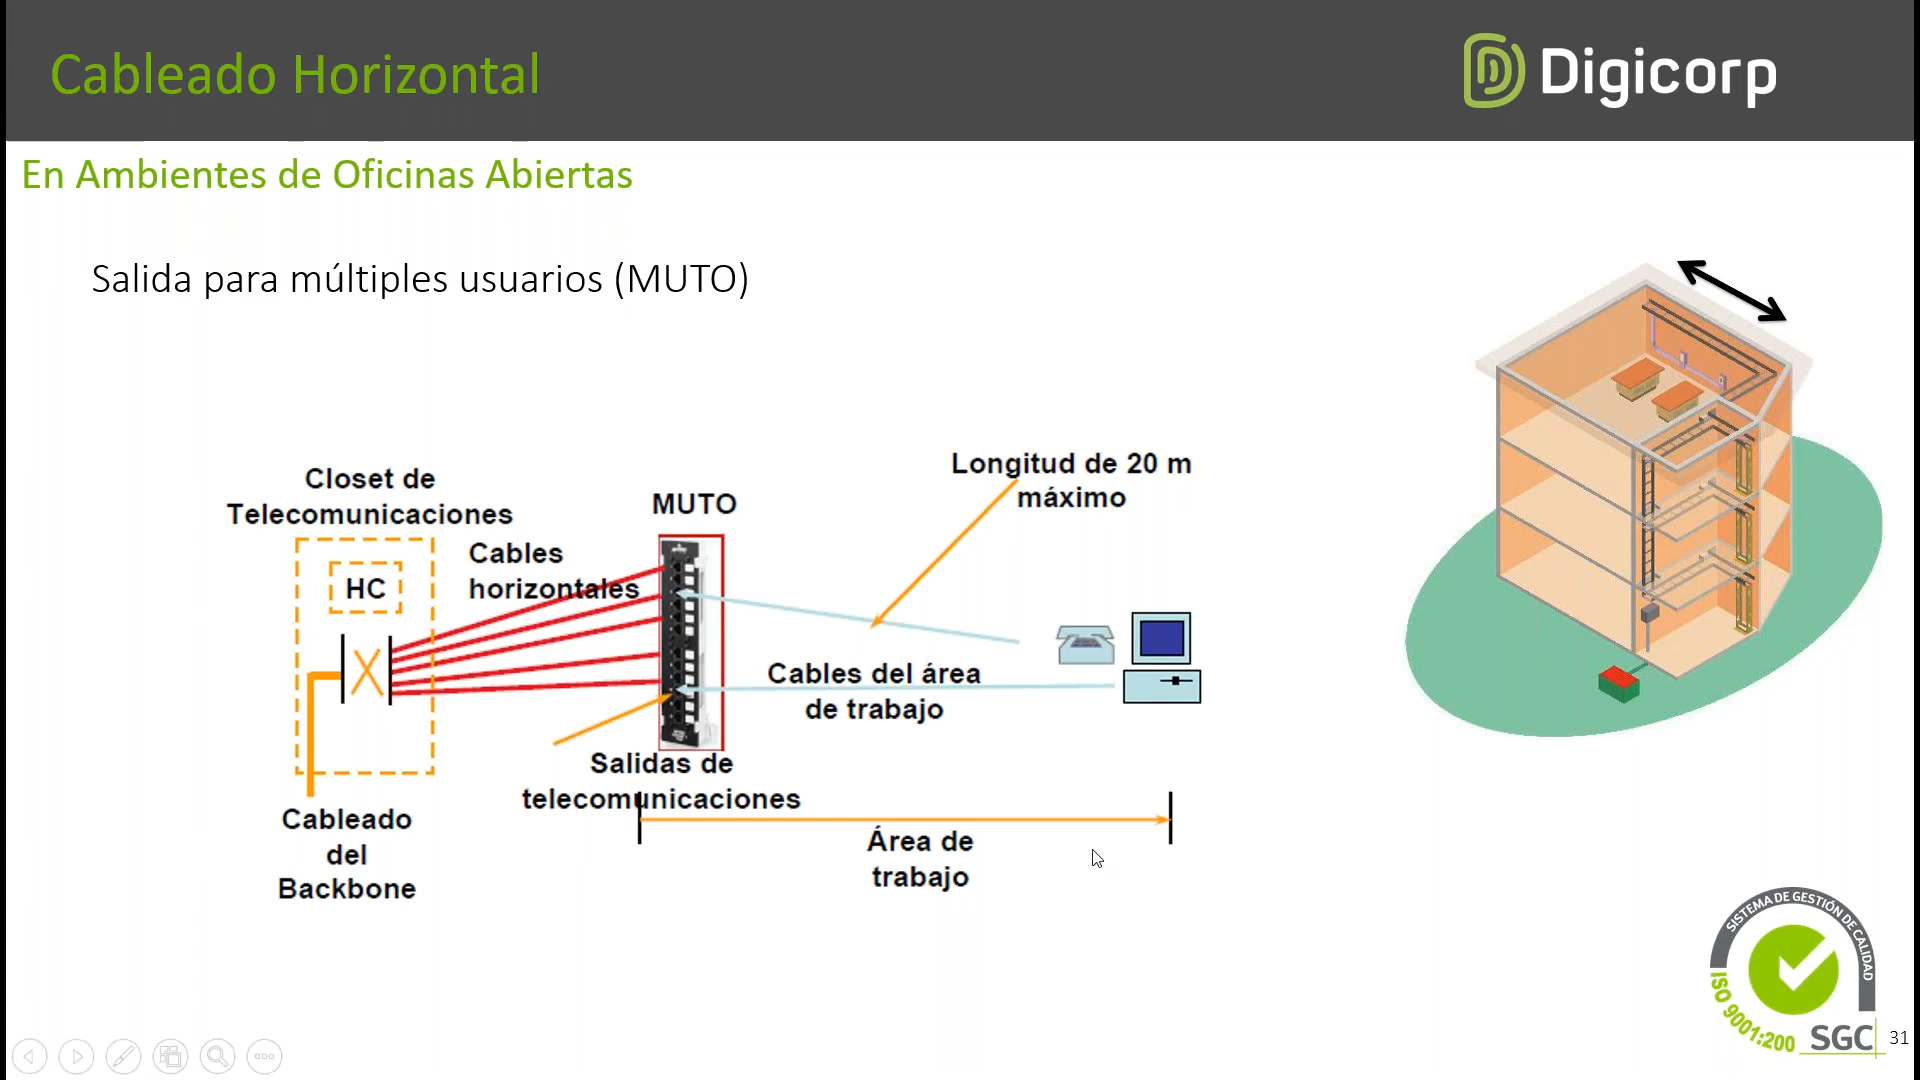 Cableado Horizontal
Digicorp
En Ambientes de Oficinas Abiertas
Salida para múltiples usuarios (MUTO)
Longitud de 20 m
máximo
Closet de
Telecomunicaciones
MUTO
Cables
horizontales
HC
Cables del área
de trabajo
Salidas de
telecomunicaciones
Cableado
del
Backbone
Área de
trabajo
SISTEMA DE GESTIÓN DE CALIDAD
ISO 9001:200
SGC
31